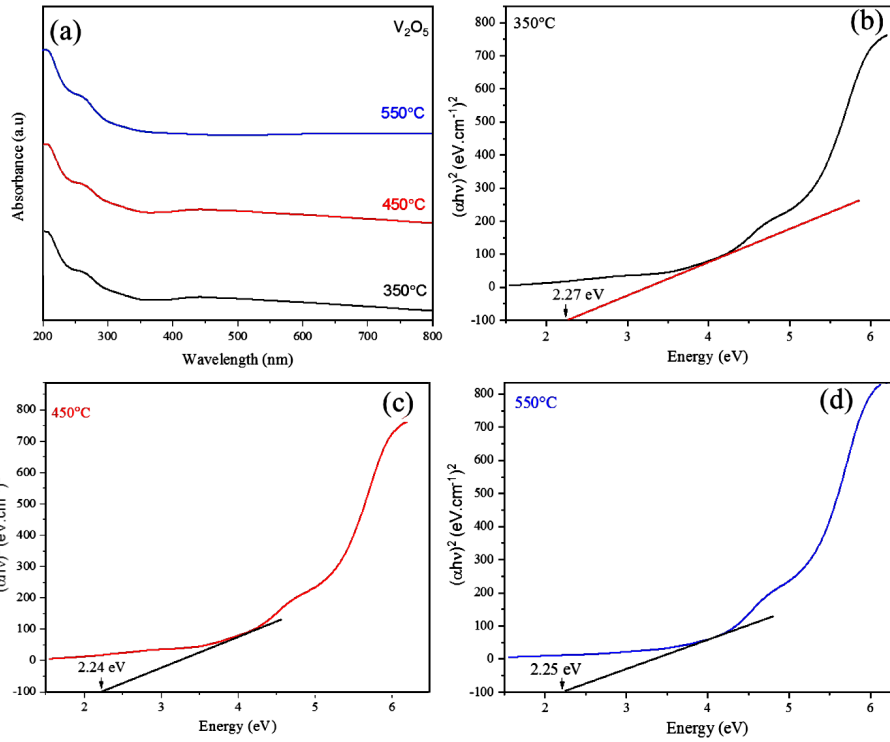 (a)
V₂O₅
550°C
450°C
350°C
Absorbance (a.u)
200 300 400 500 600 700 800
Wavelength (nm)
(b)
350°C
800
700
600
500
400
300
200
100
0
-100
2.27 eV
(αhν)² (eV.cm⁻¹)²
2 3 4 5 6
Energy (eV)
(c)
450°C
800
700
600
500
400
300
200
100
0
-100
2.24 eV
2 3 4 5 6
Energy (eV)
(d)
550°C
800
700
600
500
400
300
200
100
0
-100
2.25 eV
(αhν)² (eV.cm⁻¹)²
2 3 4 5 6
Energy (eV)